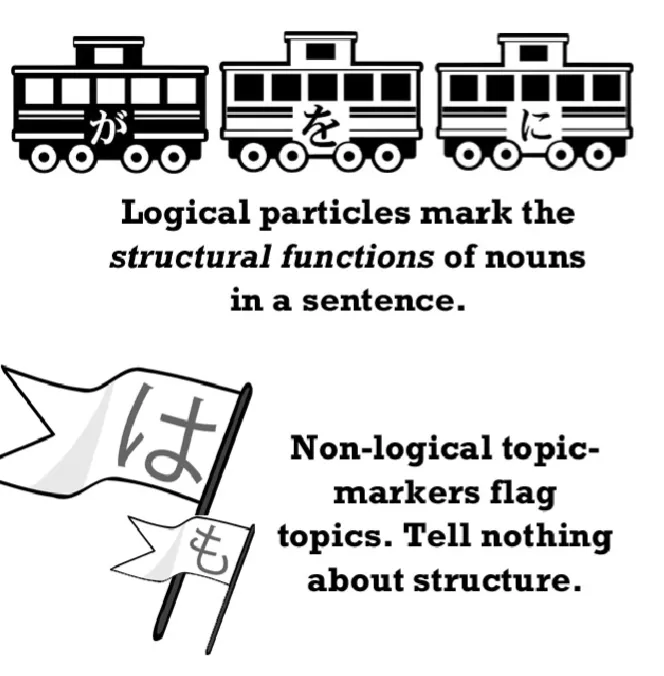 が を に
Logical particles mark the
structural functions of nouns
in a sentence.
は
も
Non-logical topic-
markers flag
topics. Tell nothing
about structure.